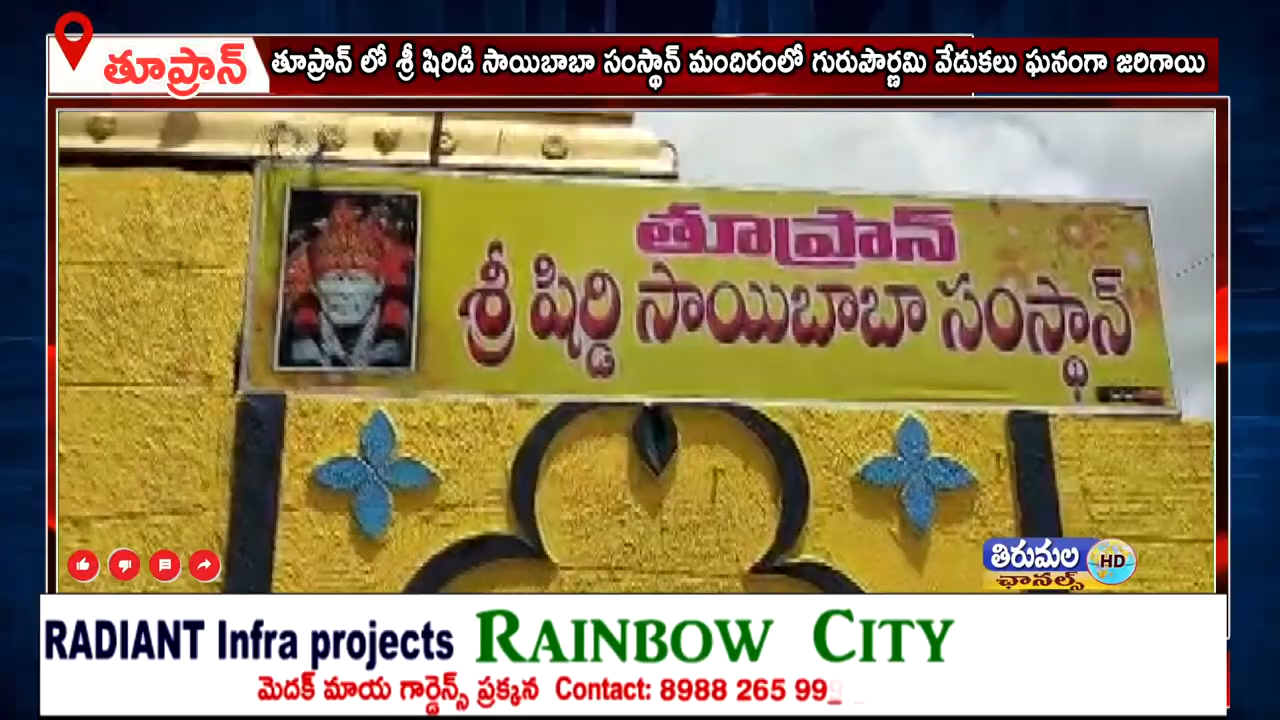 తూప్రాన్
తూప్రాన్ లో శ్రీ షిరిడి సాయిబాబా సంస్థాన్ మందిరంలో గురుపౌర్ణమి వేడుకలు ఘనంగా జరిగాయి
తూప్రాన్
శ్రీ షిర్డి సాయిబాబా సంస్థాన్
తిరుమల
ఛానల్స్
HD
RADIANT Infra projects RAINBOW CITY
మెదక్ మాయ గార్డెన్స్ ప్రక్కన Contact: 8988 265 99